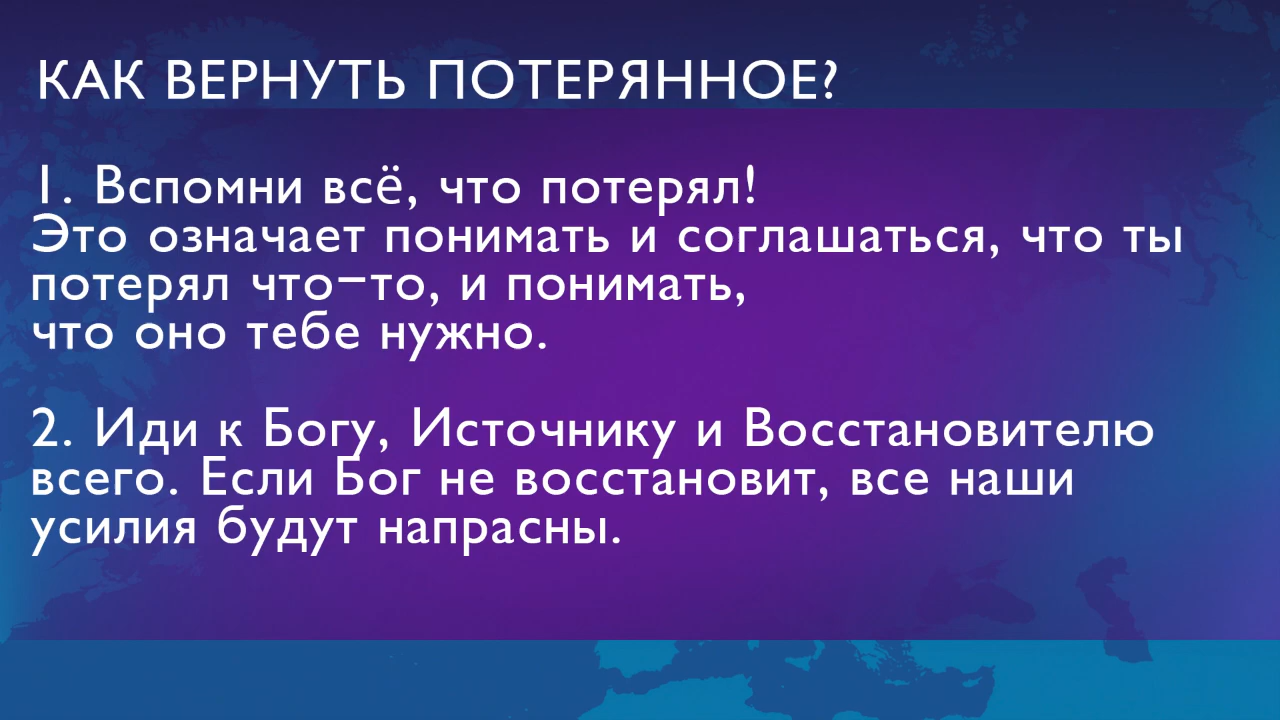 КАК ВЕРНУТЬ ПОТЕРЯННОЕ?
1. Вспомни всё, что потерял!
Это означает понимать и соглашаться, что ты
потерял что-то, и понимать,
что оно тебе нужно.
2. Иди к Богу, Источнику и Восстановителю
всего. Если Бог не восстановит, все наши
усилия будут напрасны.